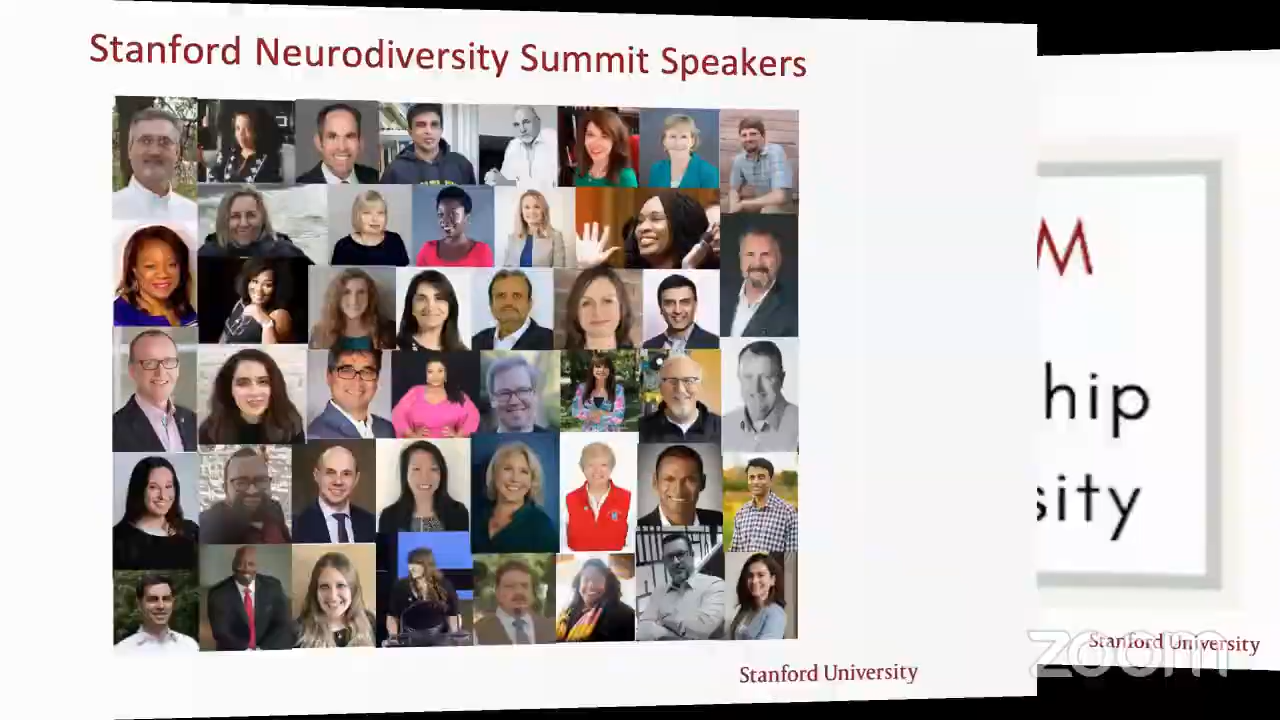 Stanford Neurodiversity Summit Speakers
M
hip
sity
Stanford University
Stanford University
zoom